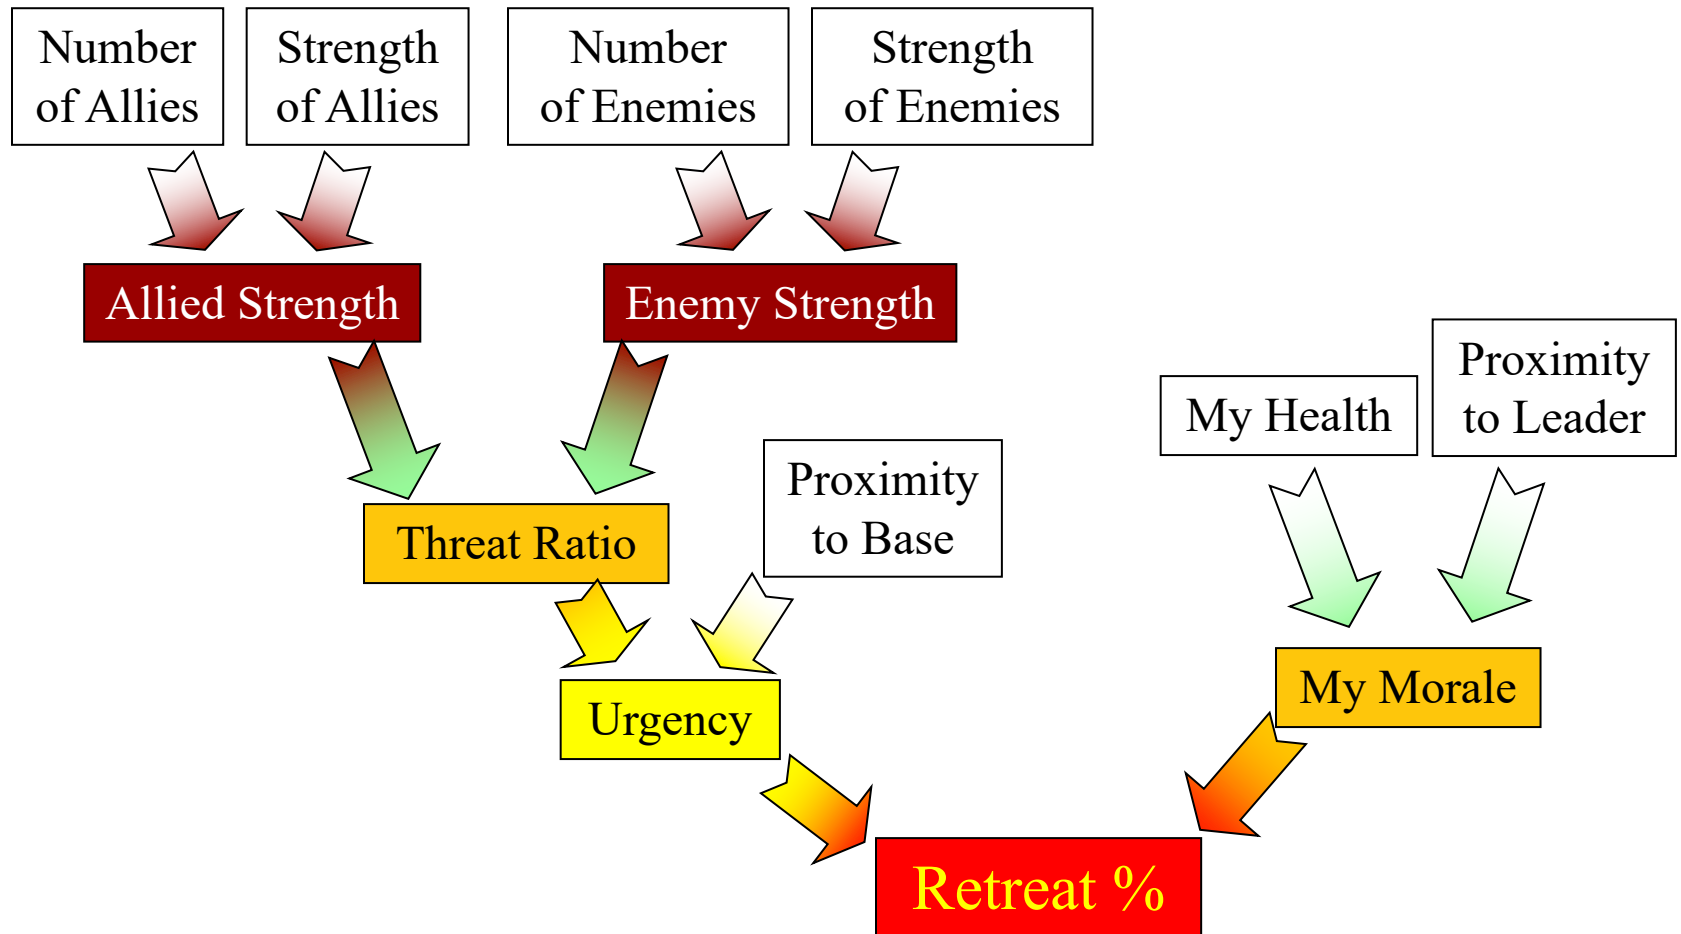 Number
of Allies
Strength
of Allies
Number
of Enemies
Strength
of Enemies
Allied Strength
Enemy Strength
My Health
Proximity
to Leader
Proximity
to Base
Threat Ratio
My Morale
Urgency
Retreat %